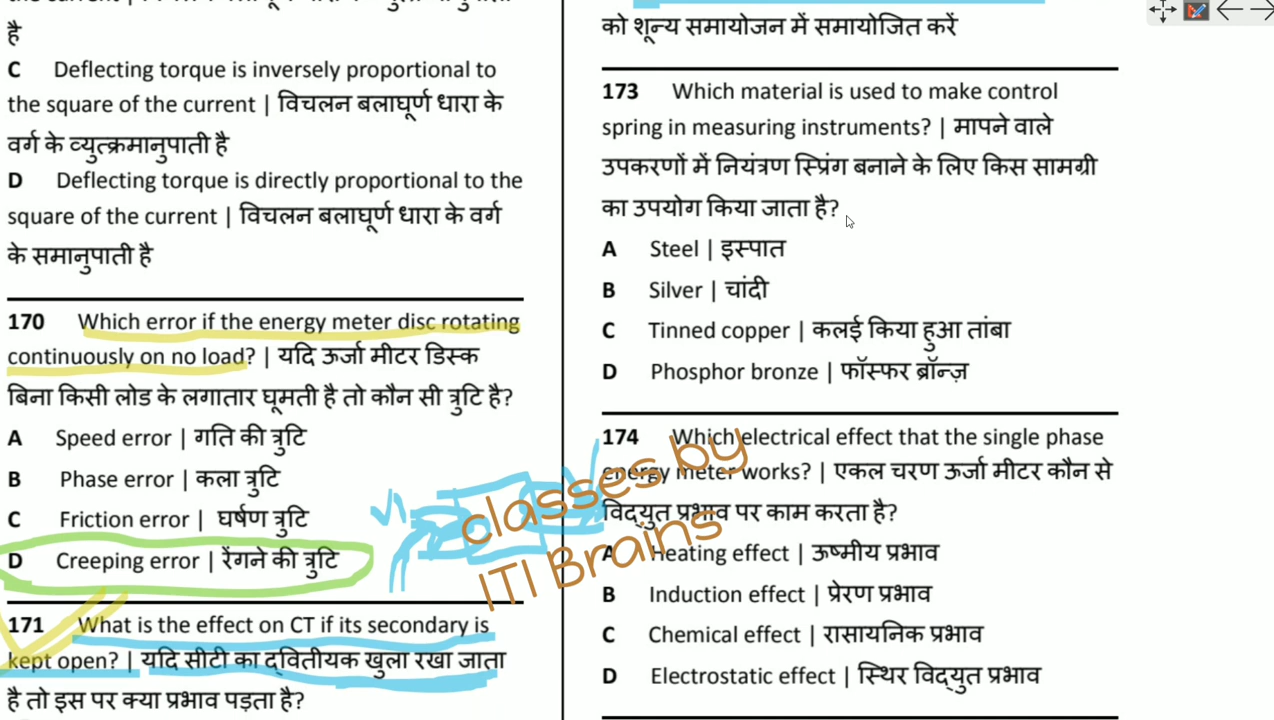 है
C Deflecting torque is inversely proportional to
the square of the current | विचलन बलाघूर्ण धारा के
वर्ग के व्युत्क्रमानुपाती है
D Deflecting torque is directly proportional to the
square of the current | विचलन बलाघूर्ण धारा के वर्ग
के समानुपाती है
170 Which error if the energy meter disc rotating
continuously on no load? | यदि ऊर्जा मीटर डिस्क
बिना किसी लोड के लगातार घूमती है तो कौन सी त्रुटि है?
A Speed error | गति की त्रुटि
B Phase error | कला त्रुटि
C Friction error | घर्षण त्रुटि
D Creeping error | रेंगने की त्रुटि
171 What is the effect on CT if its secondary is
kept open? | यदि सीटी का द्वितीयक खुला रखा जाता
है तो इस पर क्या प्रभाव पड़ता है?
को शून्य समायोजन में समायोजित करें
173 Which material is used to make control
spring in measuring instruments? | मापने वाले
उपकरणों में नियंत्रण स्प्रिंग बनाने के लिए किस सामग्री
का उपयोग किया जाता है?
A Steel | इस्पात
B Silver | चांदी
C Tinned copper | कलई किया हुआ तांबा
D Phosphor bronze | फॉस्फर ब्रॉन्ज़
174 Which electrical effect that the single phase
energy meter works? | एकल चरण ऊर्जा मीटर कौन से
विद्युत प्रभाव पर काम करता है?
A Heating effect | ऊष्मीय प्रभाव
B Induction effect | प्रेरण प्रभाव
C Chemical effect | रासायनिक प्रभाव
D Electrostatic effect | स्थिर विद्युत प्रभाव
classes by
ITI Brains